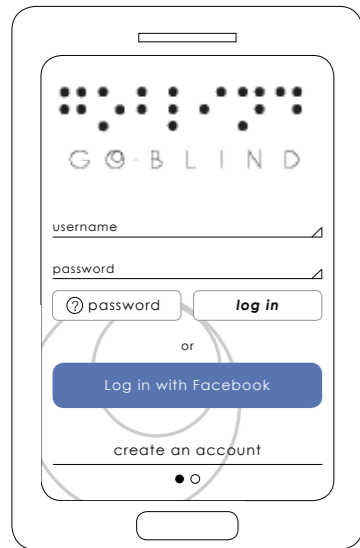 ⠛⠕⠃⠇⠊⠝⠙
GO-BLIND
username
password
? password
log in
or
Log in with Facebook
create an account